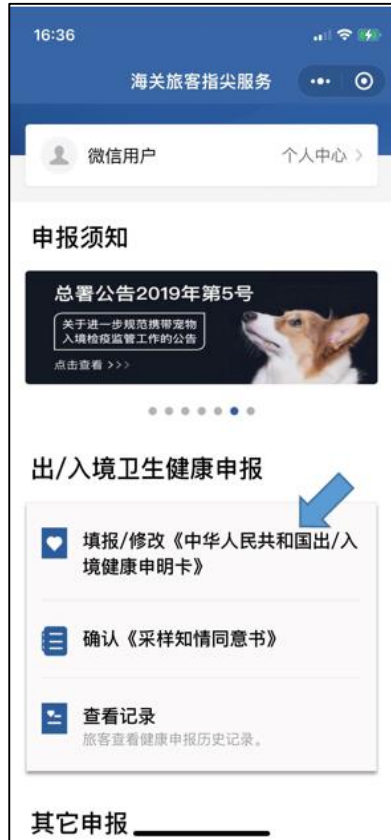 16:36
海关旅客指尖服务
微信用户
个人中心 >
申报须知
总署公告2019年第5号
关于进一步规范携带宠物
入境检疫监管工作的公告
点击查看 >>>
出/入境卫生健康申报
填报/修改《中华人民共和国出/入
境健康申明卡》
确认《采样知情同意书》
查看记录
旅客查看健康申报历史记录。
其它申报